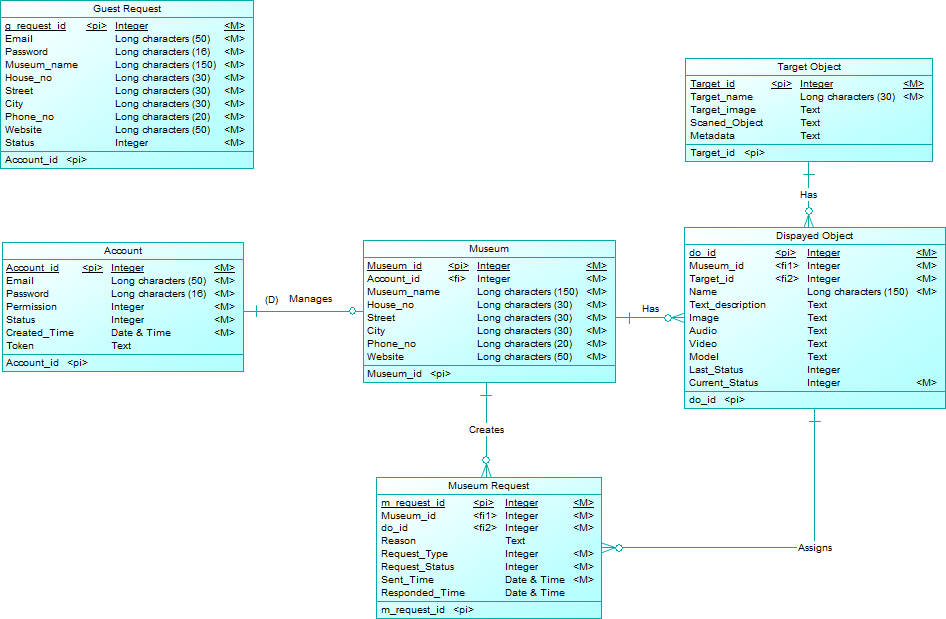 Guest Request
g_request_id <pi> Integer <M>
Email Long characters (50) <M>
Password Long characters (16) <M>
Museum_name Long characters (150) <M>
House_no Long characters (30) <M>
Street Long characters (30) <M>
City Long characters (30) <M>
Phone_no Long characters (20) <M>
Website Long characters (50) <M>
Status Integer <M>
Account_id <pi>
Target Object
Target_id <pi> Integer <M>
Target_name Long characters (30) <M>
Target_image Text
Scaned_Object Text
Metadata Text
Target_id <pi>
Has
Account
Account_id <pi> Integer <M>
Email Long characters (50) <M>
Password Long characters (16) <M>
Permission Integer <M>
Status Integer <M>
Created_Time Date & Time <M>
Token Text
Account_id <pi>
(D) Manages
Museum
Museum_id <pi> Integer <M>
Account_id <fi> Integer <M>
Museum_name Long characters (150) <M>
House_no Long characters (30) <M>
Street Long characters (30) <M>
City Long characters (30) <M>
Phone_no Long characters (20) <M>
Website Long characters (50) <M>
Museum_id <pi>
Has
Dispayed Object
do_id <pi> Integer <M>
Museum_id <fi1> Integer <M>
Target_id <fi2> Integer <M>
Name Long characters (150) <M>
Text_description Text
Image Text
Audio Text
Video Text
Model Text
Last_Status Integer
Current_Status Integer <M>
do_id <pi>
Creates
Museum Request
m_request_id <pi> Integer <M>
Museum_id <fi1> Integer <M>
do_id <fi2> Integer <M>
Reason Text
Request_Type Integer <M>
Request_Status Integer <M>
Sent_Time Date & Time <M>
Responded_Time Date & Time
m_request_id <pi>
Assigns